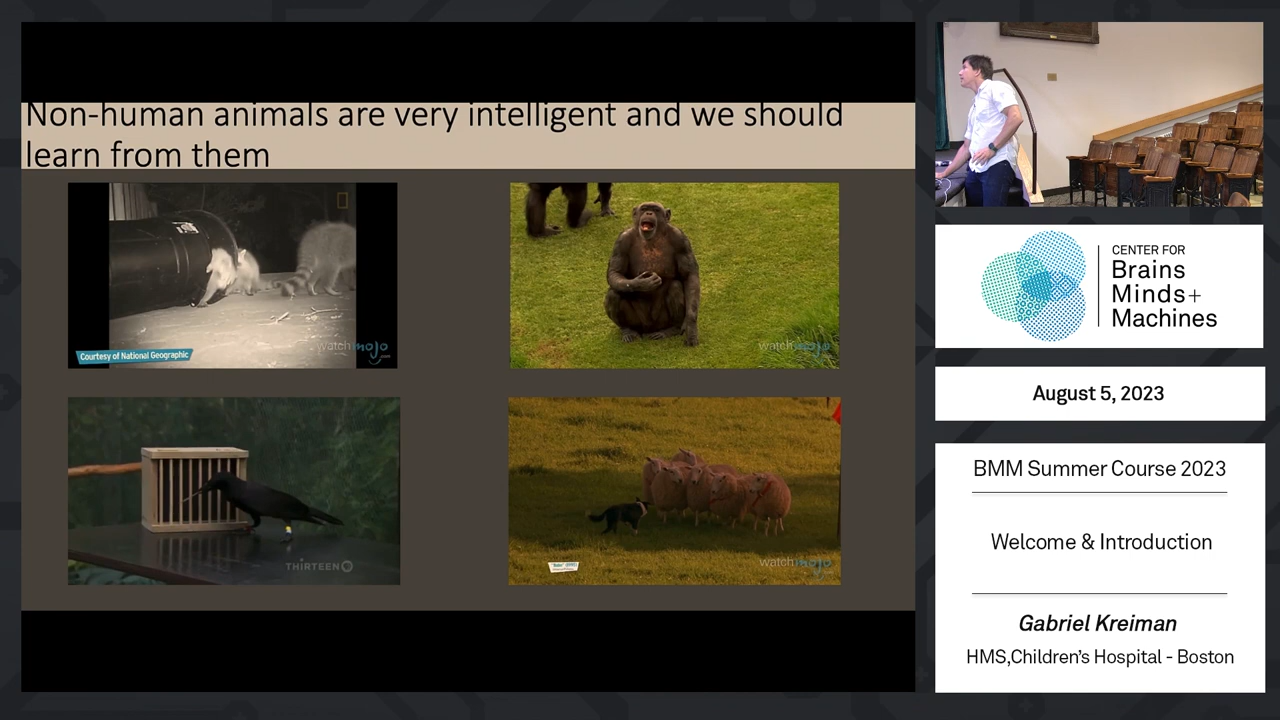 Non-human animals are very intelligent and we should
learn from them
Courtesy of National Geographic
watchmojo
watchmojo
THIRTEEN
watchmojo
CENTER FOR
Brains
Minds+
Machines
August 5, 2023
BMM Summer Course 2023
Welcome & Introduction
Gabriel Kreiman
HMS,Children's Hospital - Boston